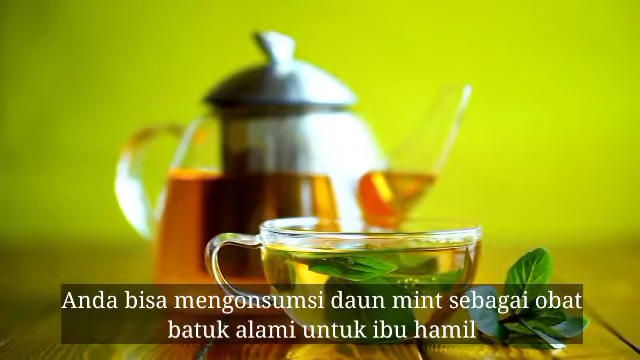 Anda bisa mengonsumsi daun mint sebagai obat
batuk alami untuk ibu hamil